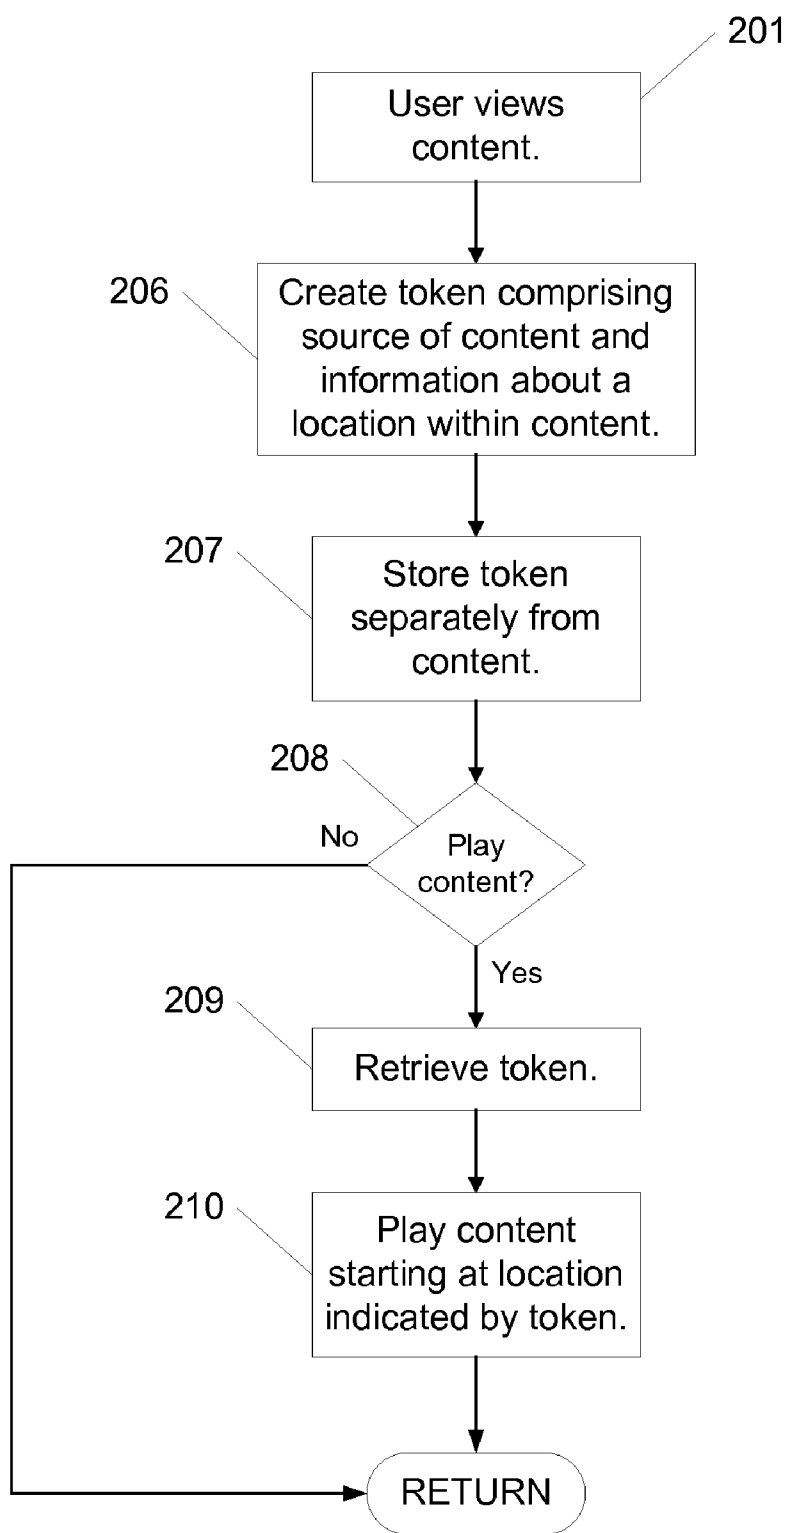 201
User views
content.
206
Create token comprising
source of content and
information about a
location within content.
207
Store token
separately from
content.
208
No
Play
content?
Yes
209
Retrieve token.
210
Play content
starting at location
indicated by token.
RETURN